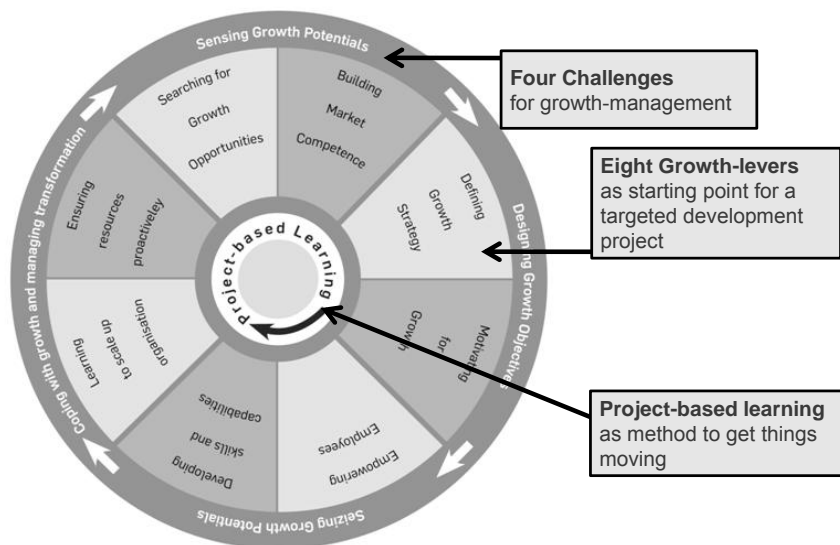 Sensing Growth Potentials
Searching for
Growth
Opportunities
Building
Market
Competence
Defining
Growth
Strategy
Designing Growth Objectives
Motivating
for
Growth
Empowering
Employees
Seizing Growth Potentials
Developing
skills and
capabilities
Learning
to scale up
organisation
Coping with growth and managing transformation
Ensuring
resources
proactiveley
Project-based Learning
Four Challenges
for growth-management
Eight Growth-levers
as starting point for a
targeted development
project
Project-based learning
as method to get things
moving